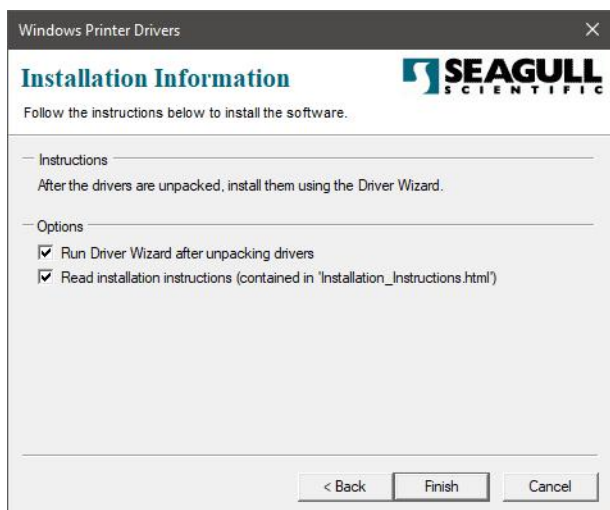 Windows Printer Drivers
Installation Information
SEAGULL
SCIENTIFIC
Follow the instructions below to install the software.
Instructions
After the drivers are unpacked, install them using the Driver Wizard.
Options
Run Driver Wizard after unpacking drivers
Read installation instructions (contained in 'Installation_Instructions.html')
< Back
Finish
Cancel